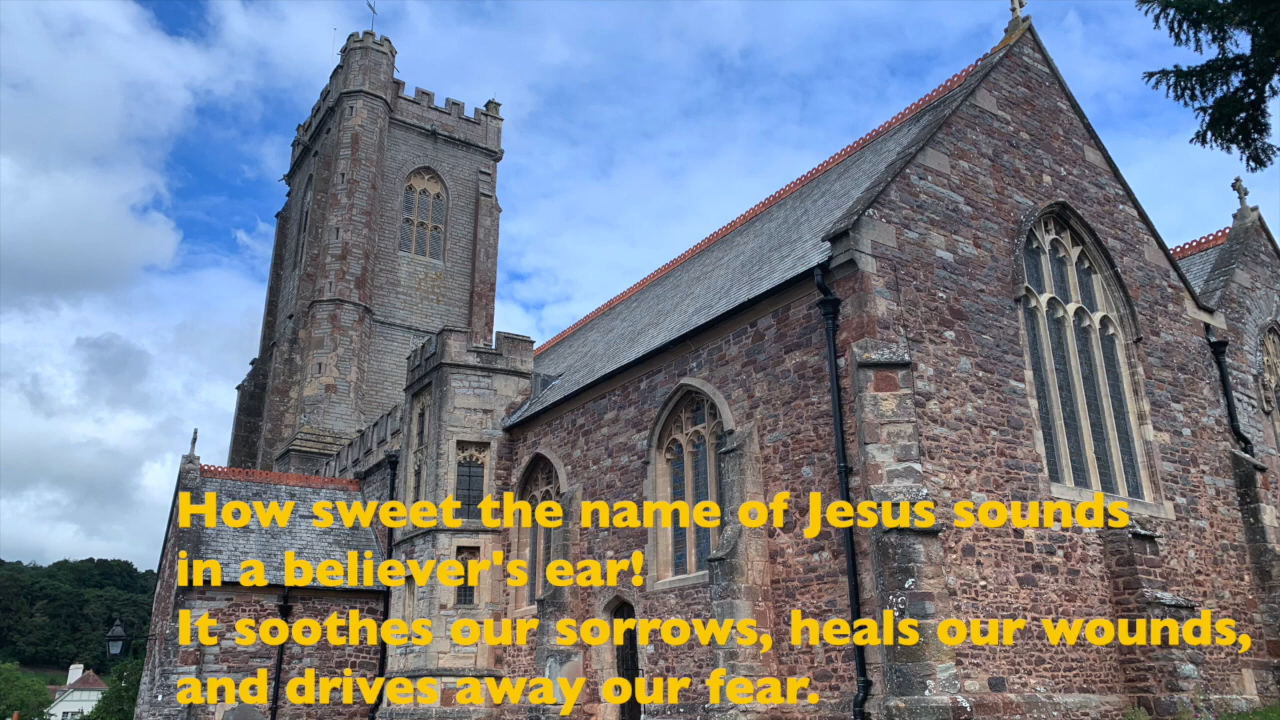 How sweet the name of Jesus sounds
in a believer's ear!
It soothes our sorrows, heals our wounds,
and drives away our fear.